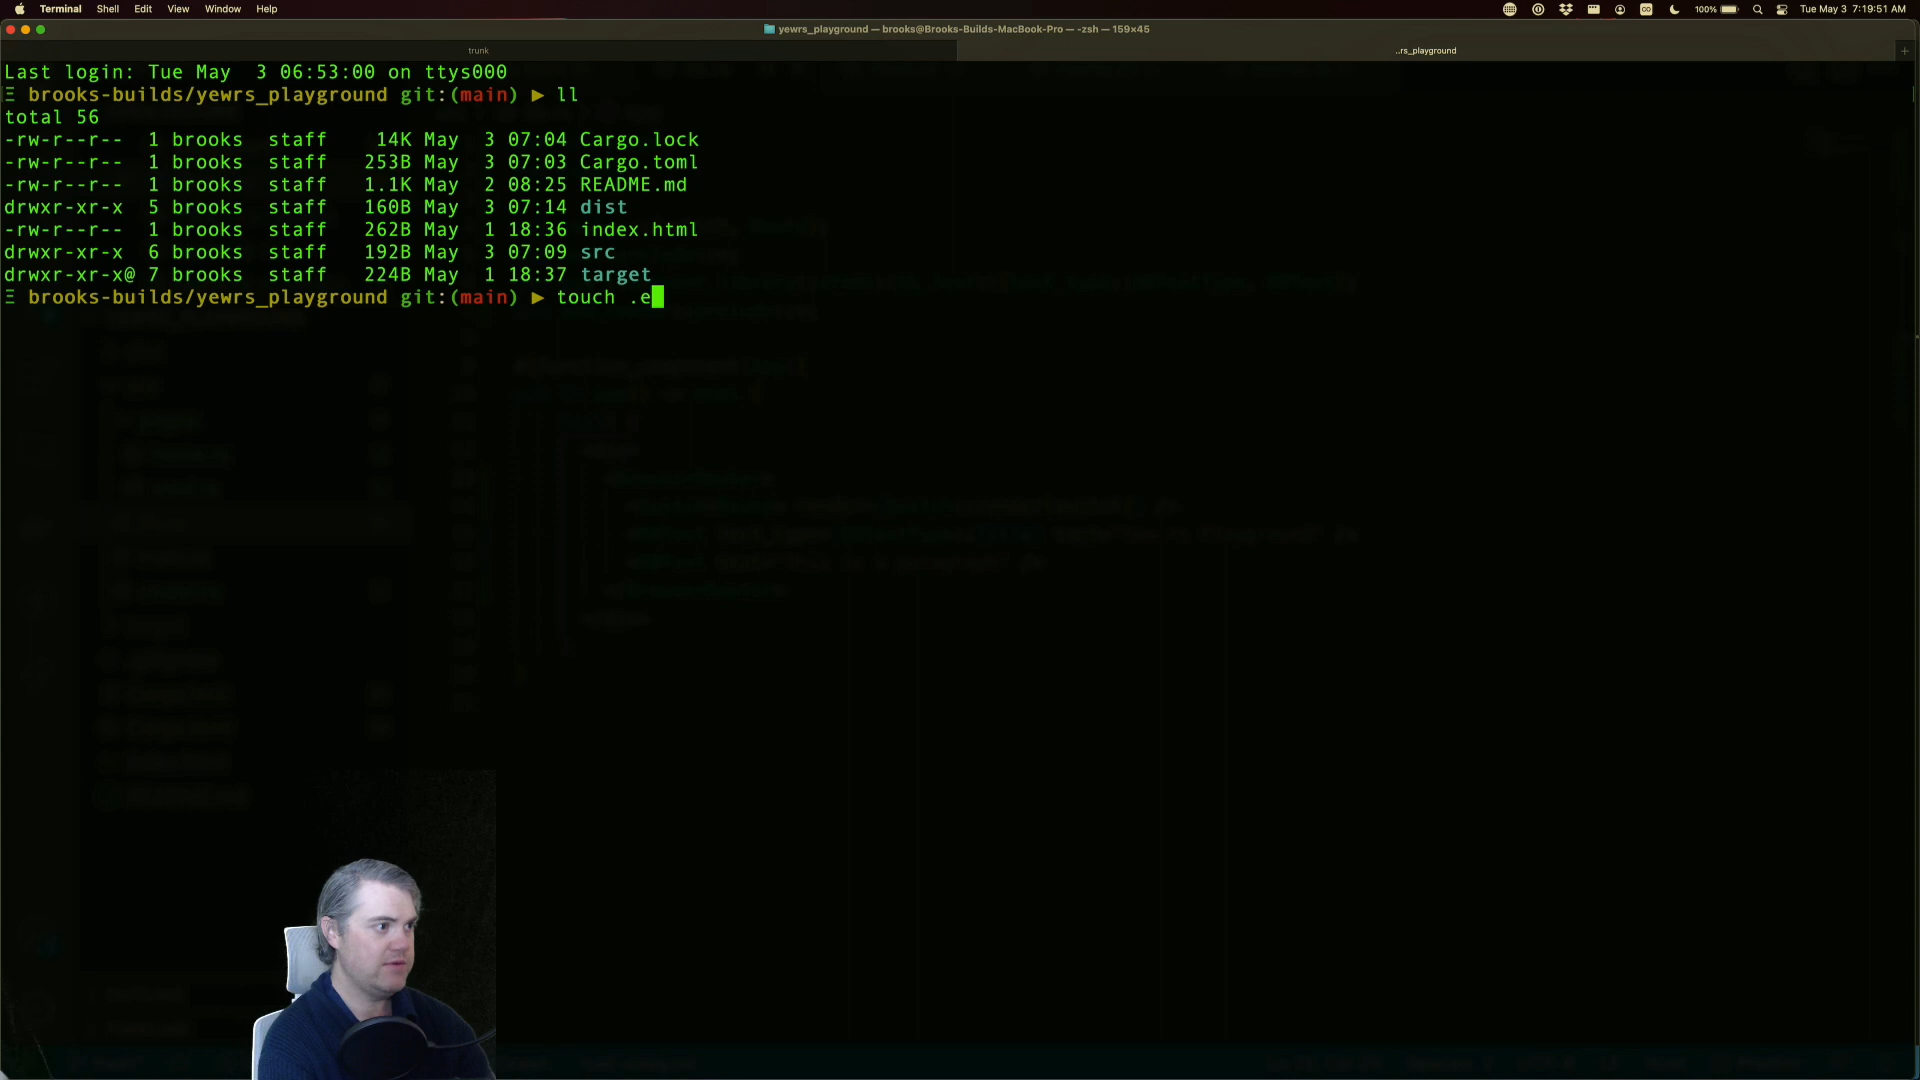 Terminal Shell Edit View Window Help 100% Tue May 3 7:19:51 AM
yewrs_playground — brooks@Brooks-Builds-MacBook-Pro — -zsh — 159×45
trunk ..rs_playground
Last login: Tue May  3 06:53:00 on ttys000
Ξ brooks-builds/yewrs_playground git:(main) ▶ ll
total 56
-rw-r--r--  1 brooks  staff    14K May  3 07:04 Cargo.lock
-rw-r--r--  1 brooks  staff   253B May  3 07:03 Cargo.toml
-rw-r--r--  1 brooks  staff   1.1K May  2 08:25 README.md
drwxr-xr-x  5 brooks  staff   160B May  3 07:14 dist
-rw-r--r--  1 brooks  staff   262B May  1 18:36 index.html
drwxr-xr-x  6 brooks  staff   192B May  3 07:09 src
drwxr-xr-x@ 7 brooks  staff   224B May  1 18:37 target
Ξ brooks-builds/yewrs_playground git:(main) ▶ touch .e